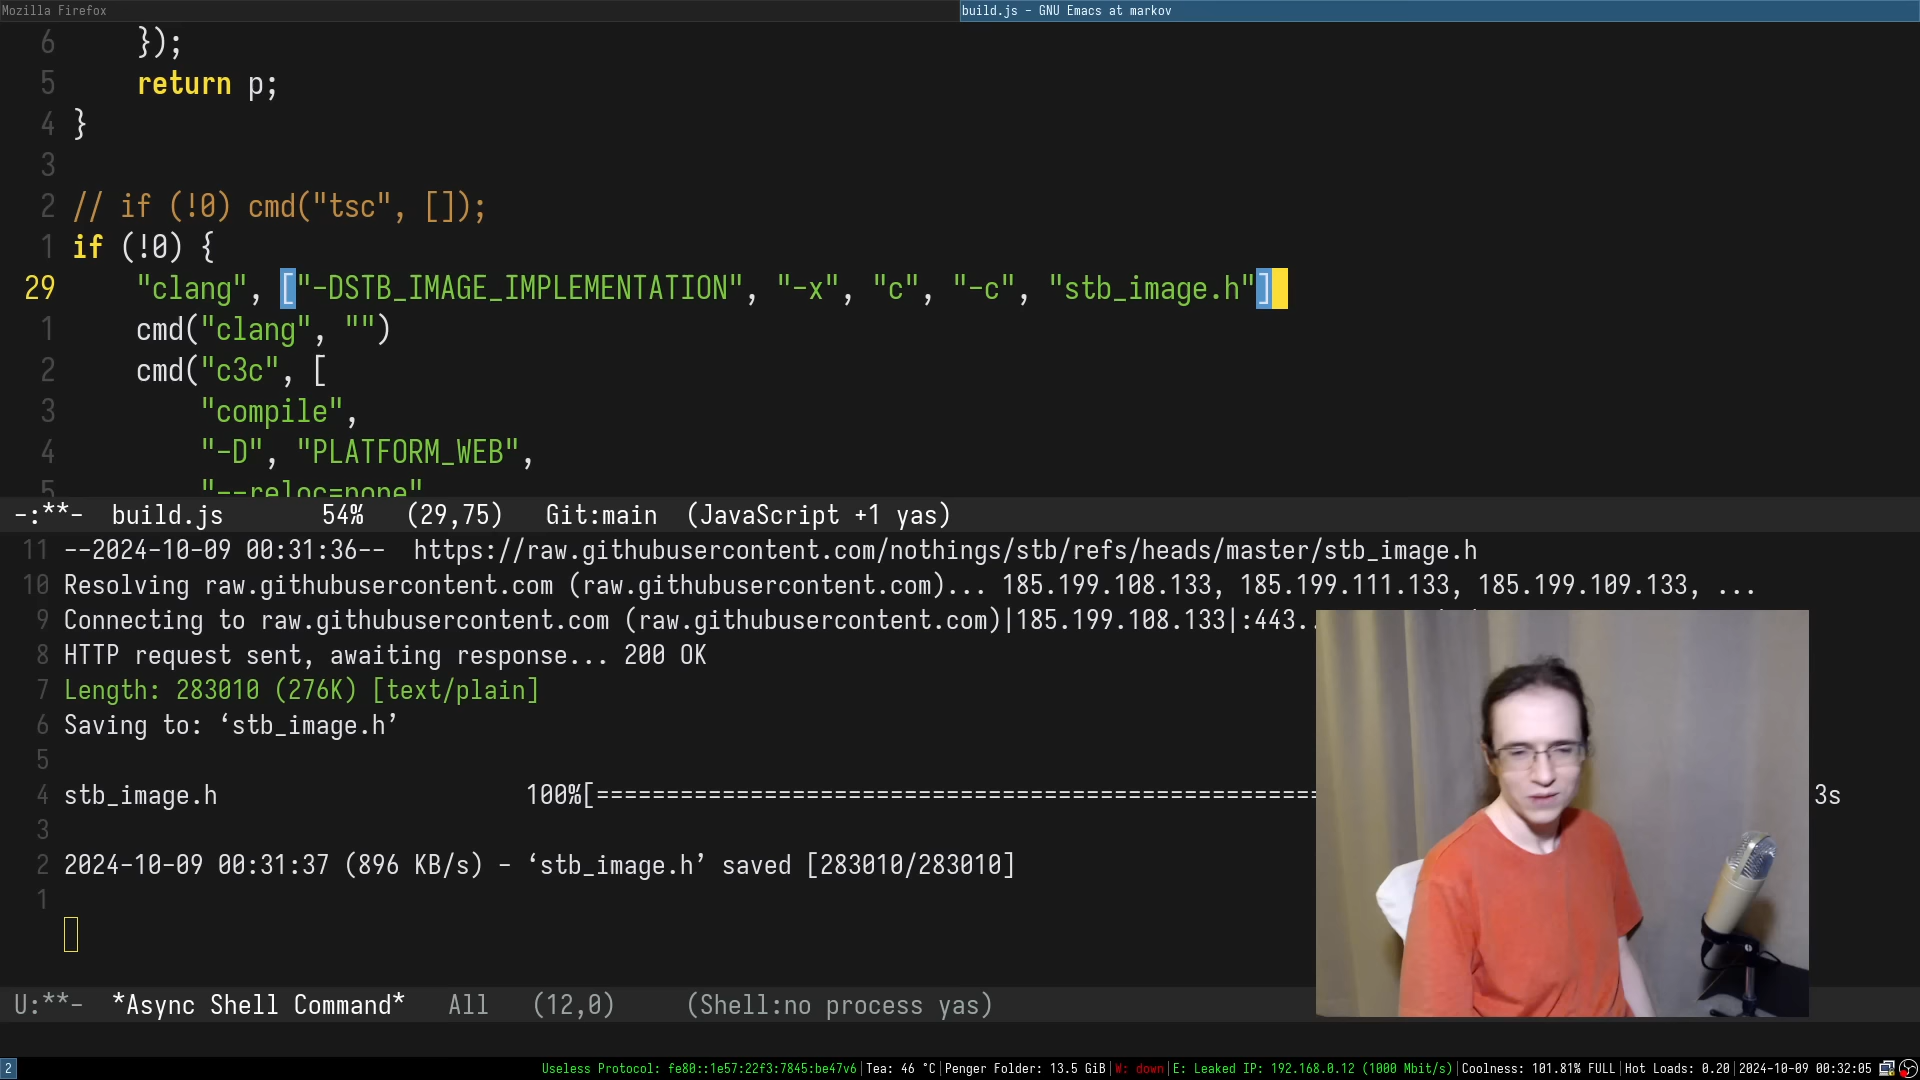 Mozilla Firefox
build.js - GNU Emacs at markov
6 });
5 return p;
4 }
3
2 // if (!0) cmd("tsc", []);
1 if (!0) {
29 "clang", ["-DSTB_IMAGE_IMPLEMENTATION", "-x", "c", "-c", "stb_image.h"]
1 cmd("clang", "")
2 cmd("c3c", [
3 "compile",
4 "-D", "PLATFORM_WEB",
5 "--reloc=none"
-:**- build.js 54% (29,75) Git:main (JavaScript +1 yas)
11 --2024-10-09 00:31:36-- https://raw.githubusercontent.com/nothings/stb/refs/heads/master/stb_image.h
10 Resolving raw.githubusercontent.com (raw.githubusercontent.com)... 185.199.108.133, 185.199.111.133, 185.199.109.133, ...
9 Connecting to raw.githubusercontent.com (raw.githubusercontent.com)|185.199.108.133|:443..
8 HTTP request sent, awaiting response... 200 OK
7 Length: 283010 (276K) [text/plain]
6 Saving to: ‘stb_image.h’
5
4 stb_image.h 100%[==============================================> 3s
3
2 2024-10-09 00:31:37 (896 KB/s) - ‘stb_image.h’ saved [283010/283010]
1
U:**- *Async Shell Command* All (12,0) (Shell:no process yas)
2 Useless Protocol: fe80::1e57:22f3:7845:be47v6|Tea: 46 °C|Penger Folder: 13.5 GiB|W: down|E: Leaked IP: 192.168.0.12 (1000 Mbit/s)|Coolness: 101.81% FULL|Hot Loads: 0.20|2024-10-09 00:32:05